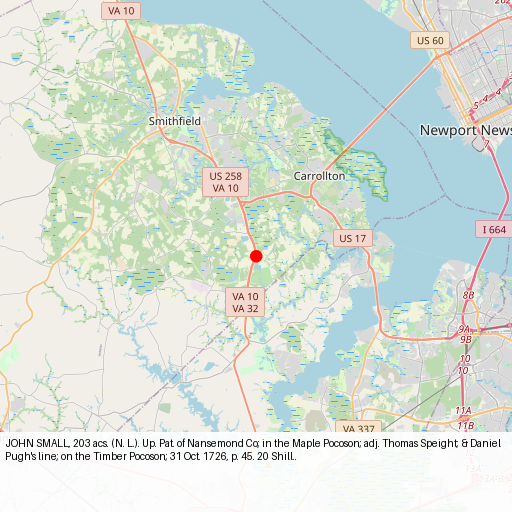 VA 10
US 60
Smithfield
Newport News
US 258
VA 10
Carrollton
US 17
I 664
VA 10
VA 32
8B
9A
9B
10
10
11A
11B
VA 337
JOHN SMALL, 203 acs. (N. L.). Up. Pat. of Nansemond Co; in the Maple Pocoson; adj. Thomas Speight; & Daniel
Pugh's line; on the Timber Pocoson; 31 Oct. 1726, p. 45. 20 Shill.